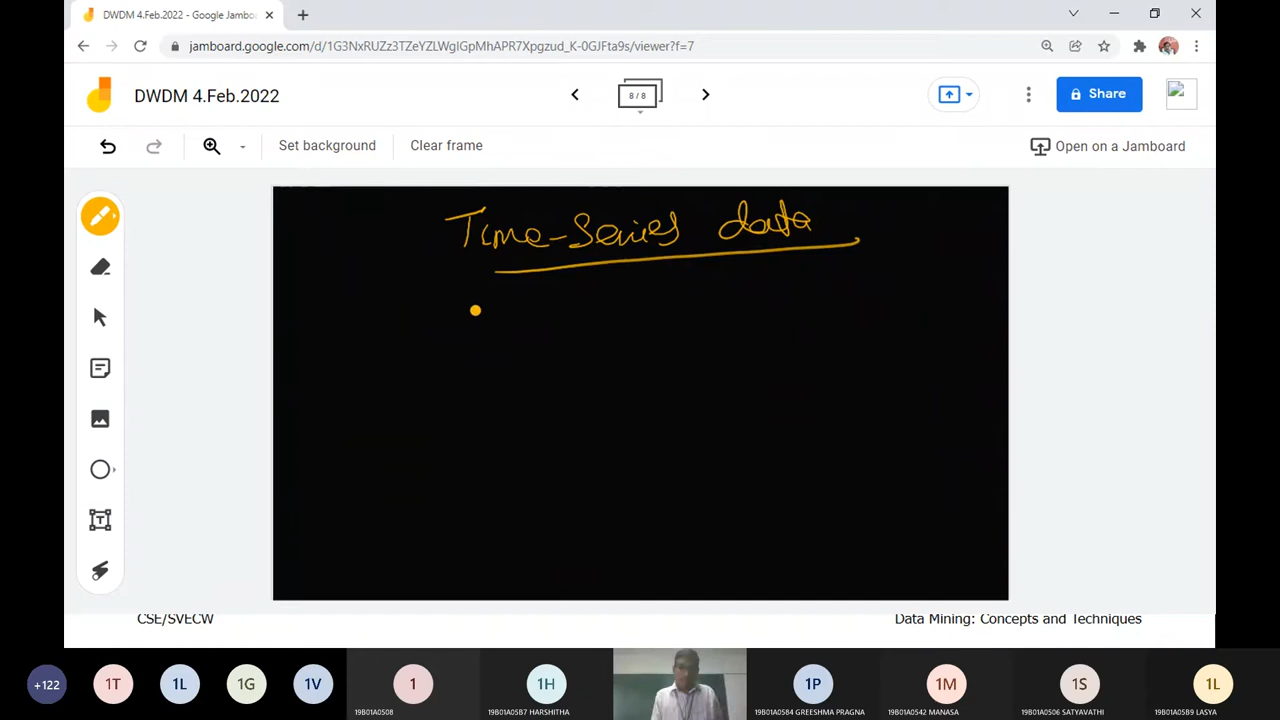 DWDM 4.Feb.2022 - Google Jambo
jamboard.google.com/d/1G3NxRUZz3TZeYZLWglGpMhAPR7Xpgzud_K-0GJFta9s/viewer?f=7
DWDM 4.Feb.2022
8 / 8
Share
Set background
Clear frame
Open on a Jamboard
Time-Series data
CSE/SVECW
Data Mining: Concepts and Techniques
+122
1T
1L
1G
1V
1
1H
1P
1M
1S
1L
19B01A0508
19B01A05B7 HARSHITHA
19B01A0584 GREESHMA PRAGNA
19B01A0542 MANASA
19B01A0506 SATYAVATHI
19B01A05B9 LASYA